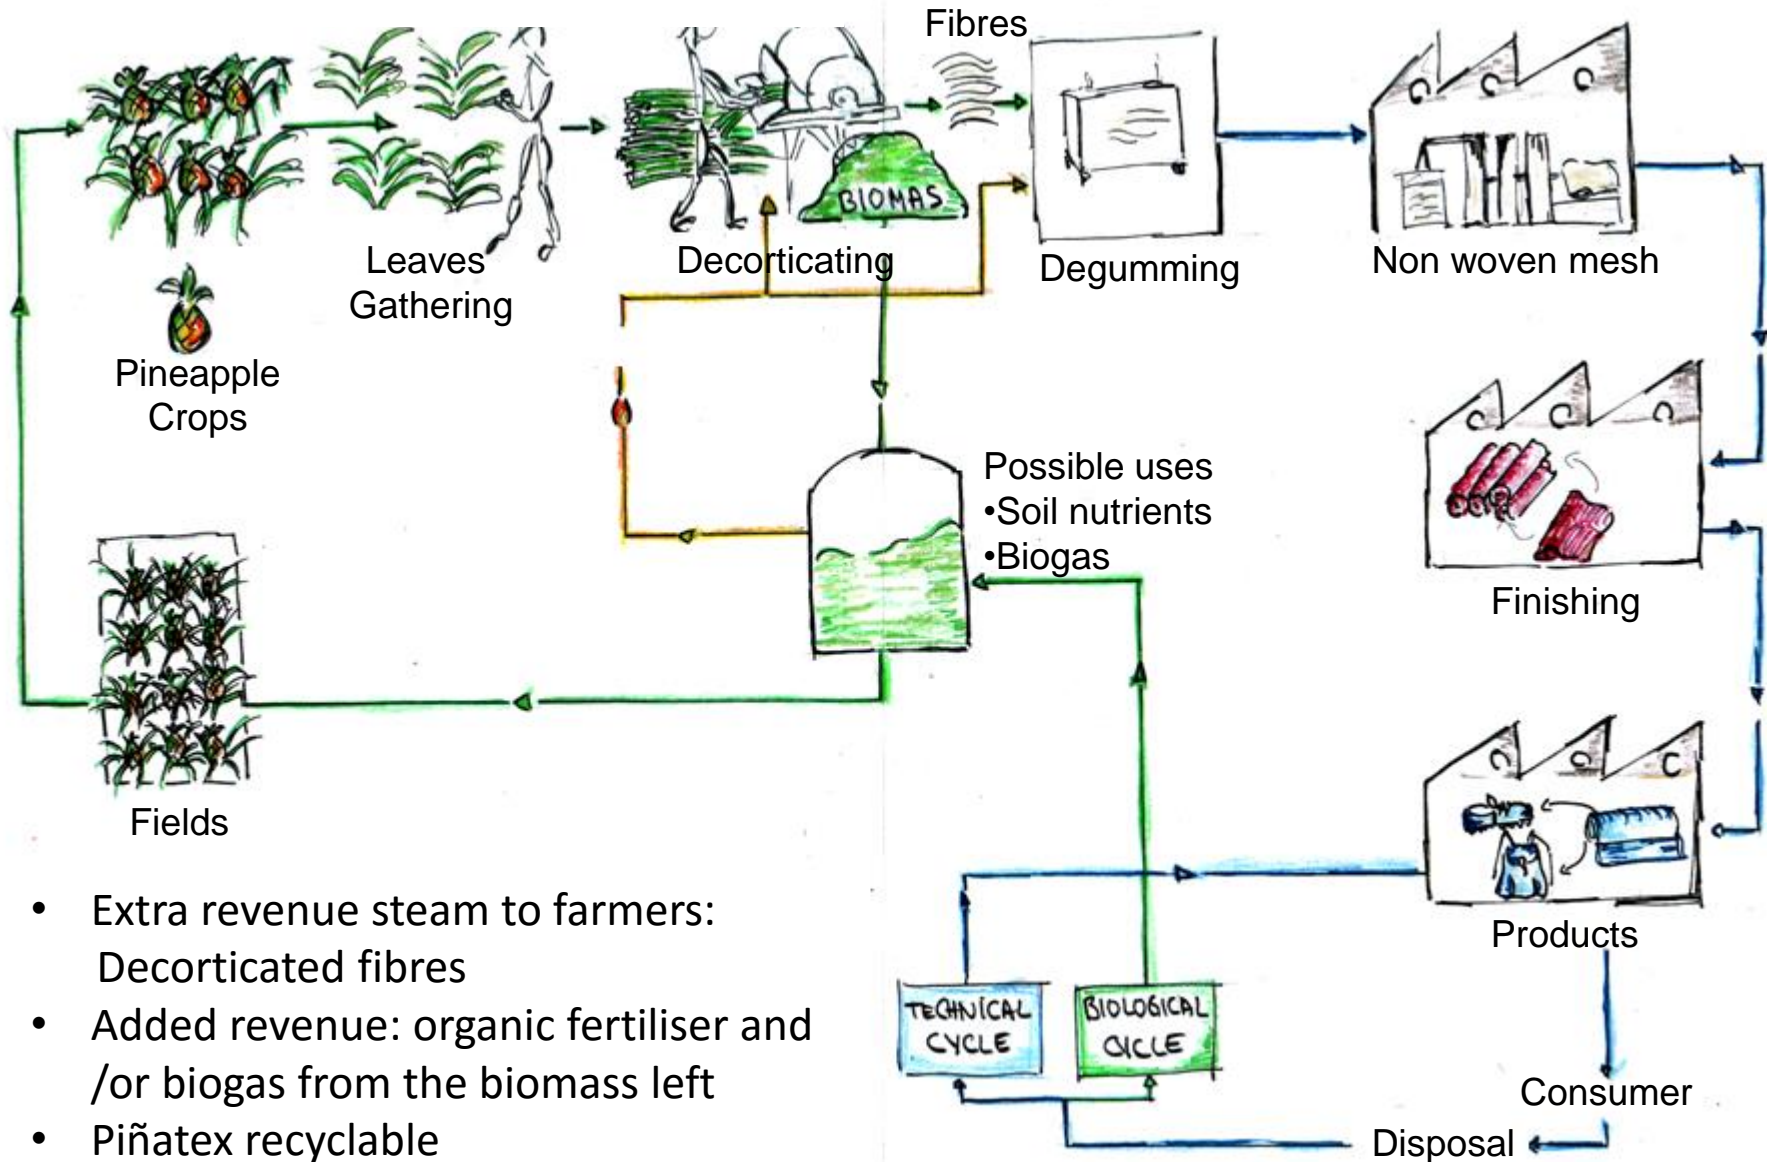 Fibres
BIOMAS
Leaves
Gathering
Decorticating
Degumming
Non woven mesh
Pineapple
Crops
Possible uses
•Soil nutrients
•Biogas
Finishing
Fields
Products
TECHNICAL
CYCLE
BIOLOGICAL
CYCLE
Consumer
Disposal
• Extra revenue steam to farmers:
Decorticated fibres
• Added revenue: organic fertiliser and
/or biogas from the biomass left
• Piñatex recyclable